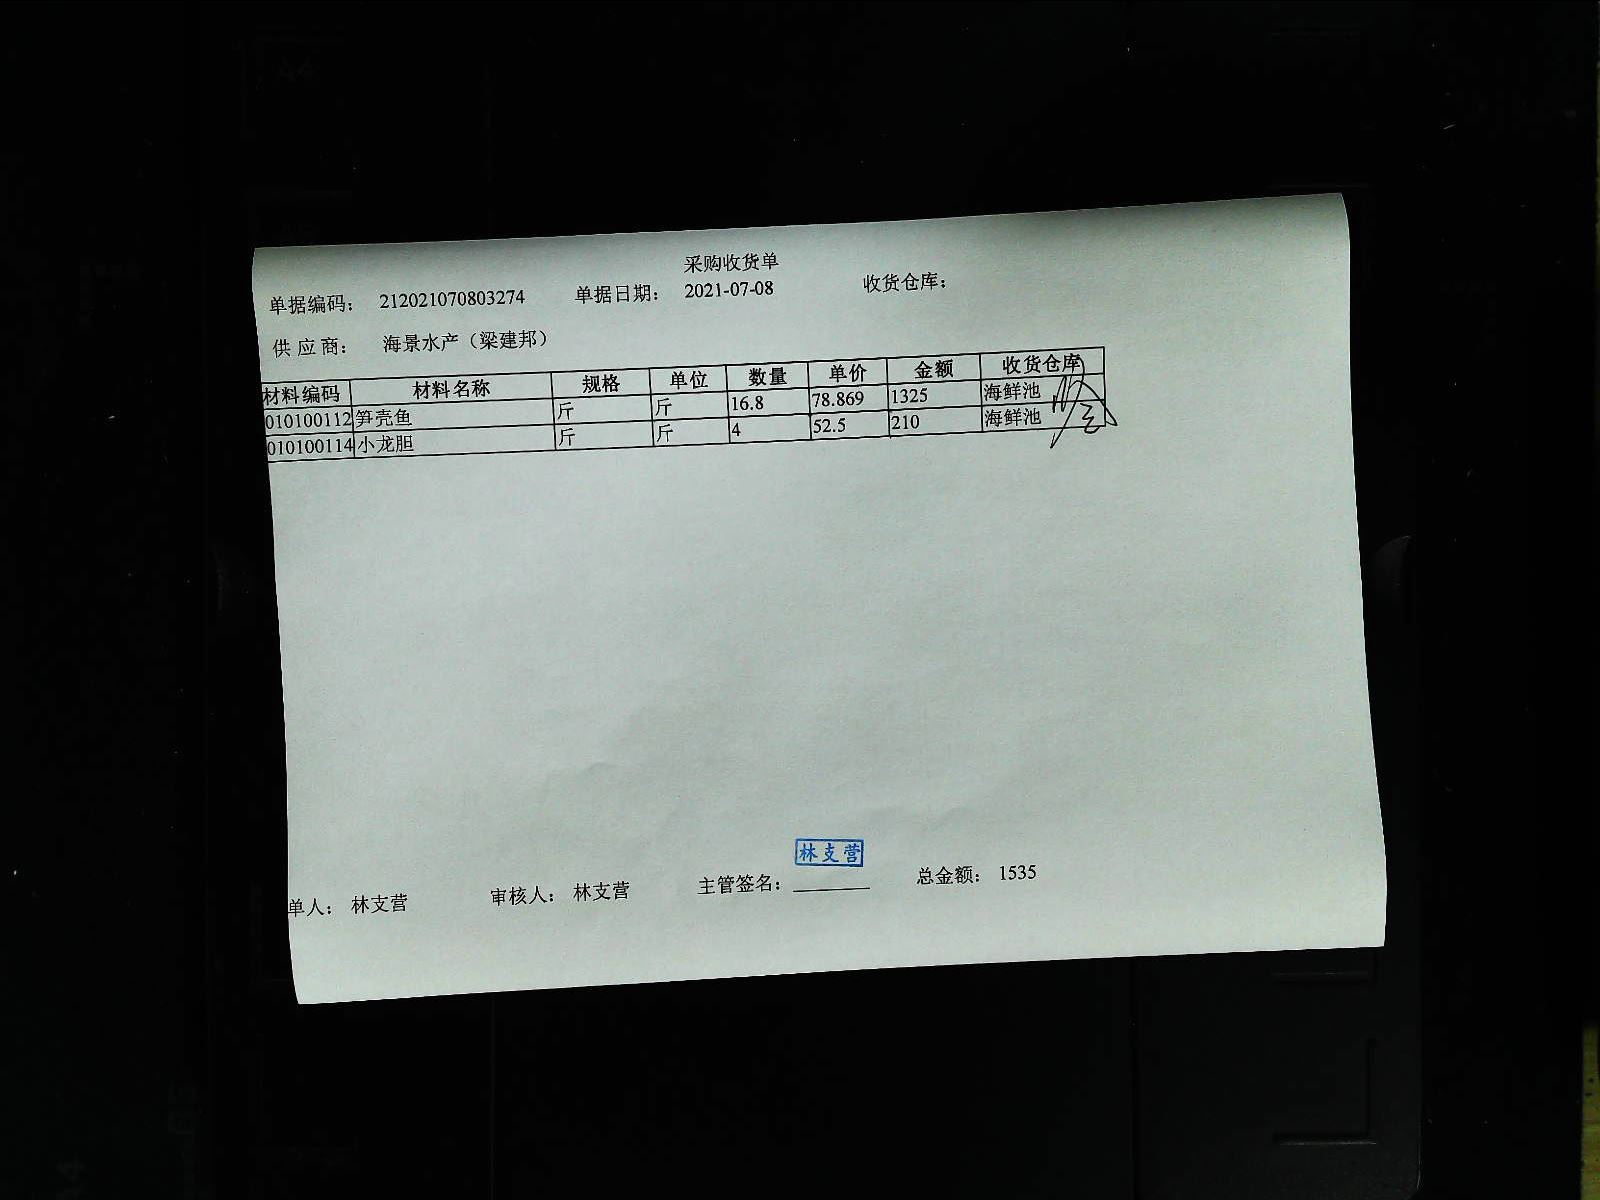 采购收货单
单据编码： 212021070803274 单据日期： 2021-07-08 收货仓库：
供应商： 海景水产（梁建邦）
材料编码 材料名称 规格 单位 数量 单价 金额 收货仓库
010100112 笋壳鱼 斤 斤 16.8 78.869 1325 海鲜池
010100114 小龙胆 斤 斤 4 52.5 210 海鲜池
林支营
单人： 林支营 审核人： 林支营 主管签名： 总金额： 1535